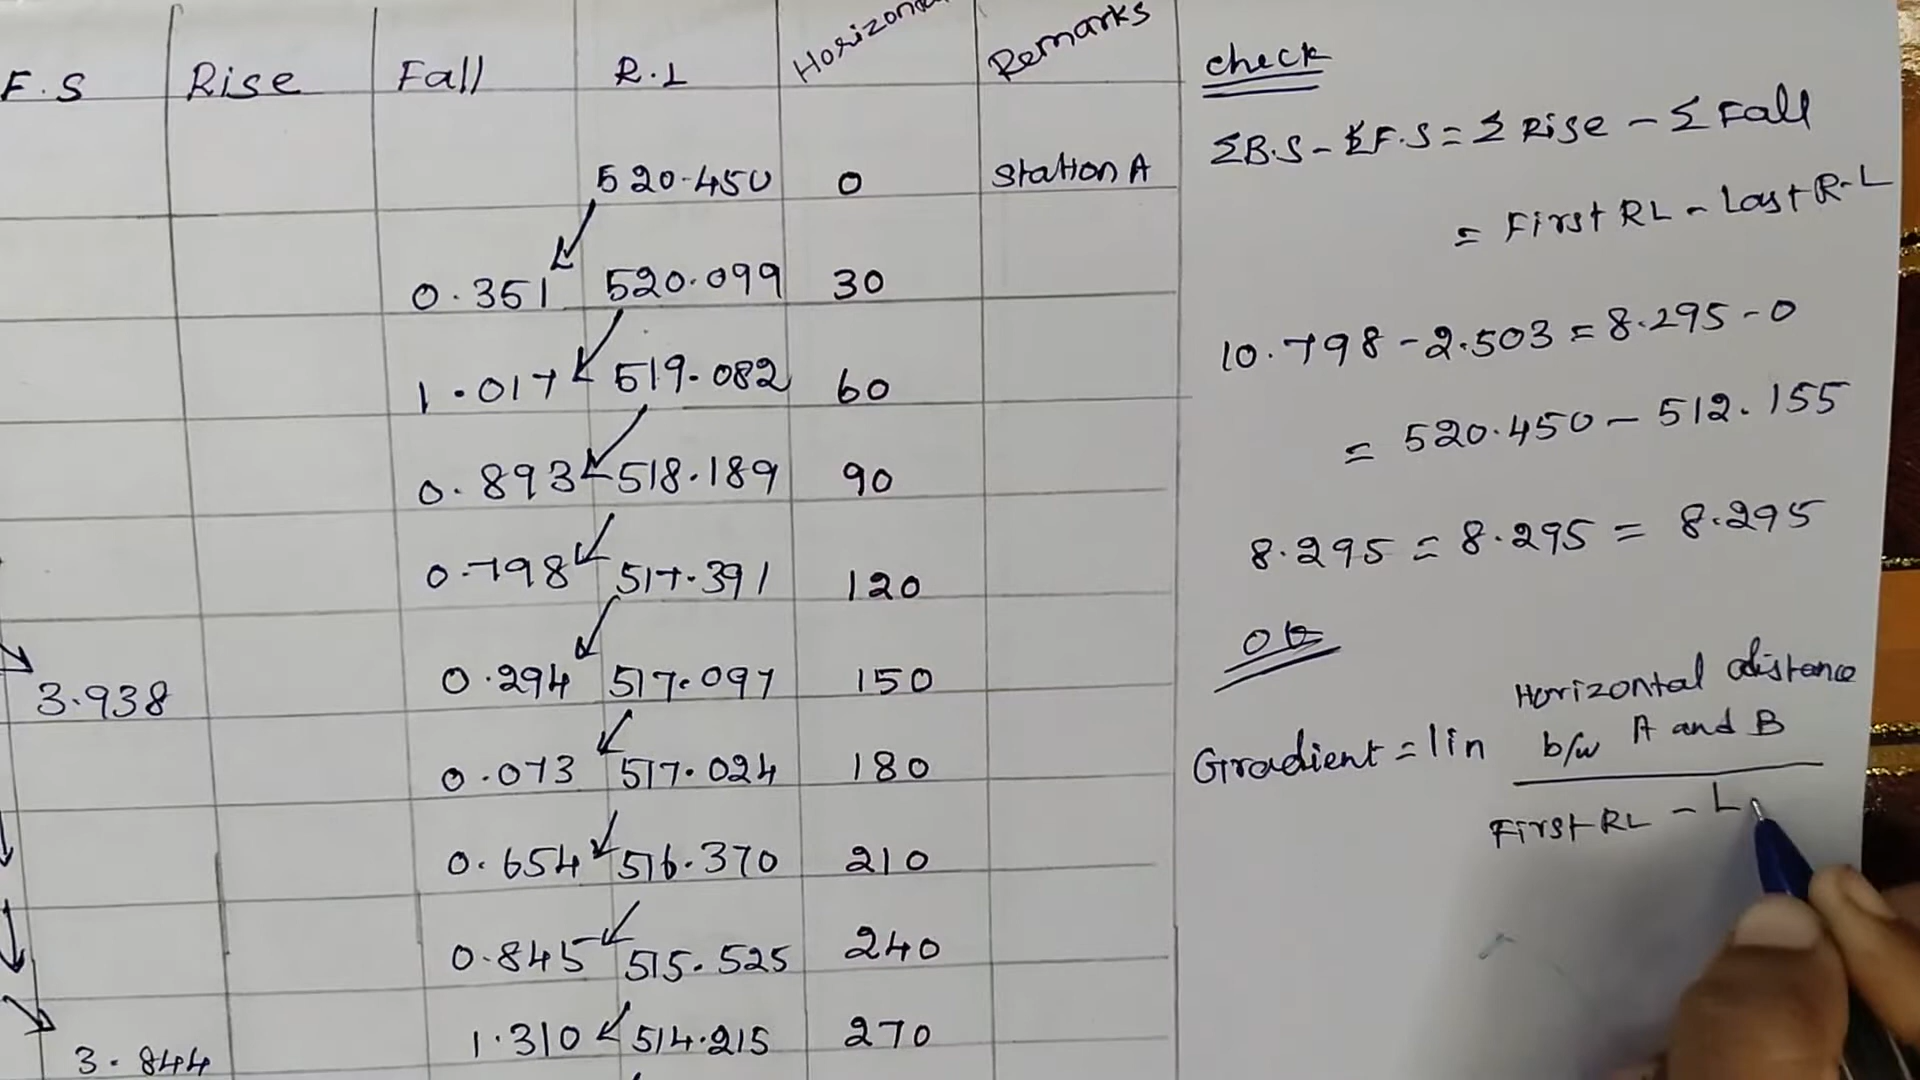 F.S Rise Fall R.L Remarks
520.450 0 Station A
0.351 520.099 30
1.017 519.082 60
0.893 518.189 90
0.798 517.391 120
3.938 0.294 517.097 150
0.073 517.024 180
0.654 516.370 210
0.845 515.525 240
3.844 1.310 514.215 270
check
ΣB.S - ΣF.S = Σ Rise - Σ Fall
= First RL - Last R.L
10.798 - 2.503 = 8.295 - 0
= 520.450 - 512.155
8.295 = 8.295 = 8.295
Horizontal distance
Gradient = 1 in b/w A and B
First RL - L